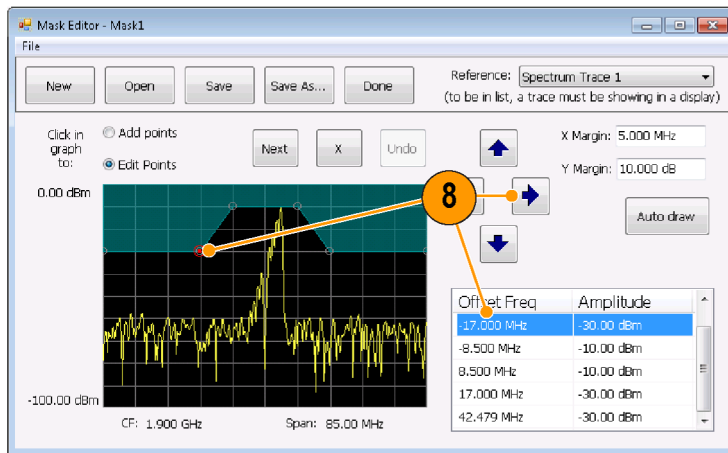 Mask Editor - Mask1
File
New
Open
Save
Save As...
Done
Reference:
Spectrum Trace 1
(to be in list, a trace must be showing in a display)
Click in
graph
to:
Add points
Edit Points
Next
X
Undo
X Margin:
5.000 MHz
Y Margin:
10.000 dB
Auto draw
8
0.00 dBm
-100.00 dBm
CF: 1.900 GHz
Span: 85.00 MHz
Offset Freq
Amplitude
-17.000 MHz
-30.00 dBm
-8.500 MHz
-10.00 dBm
8.500 MHz
-10.00 dBm
17.000 MHz
-30.00 dBm
42.479 MHz
-30.00 dBm